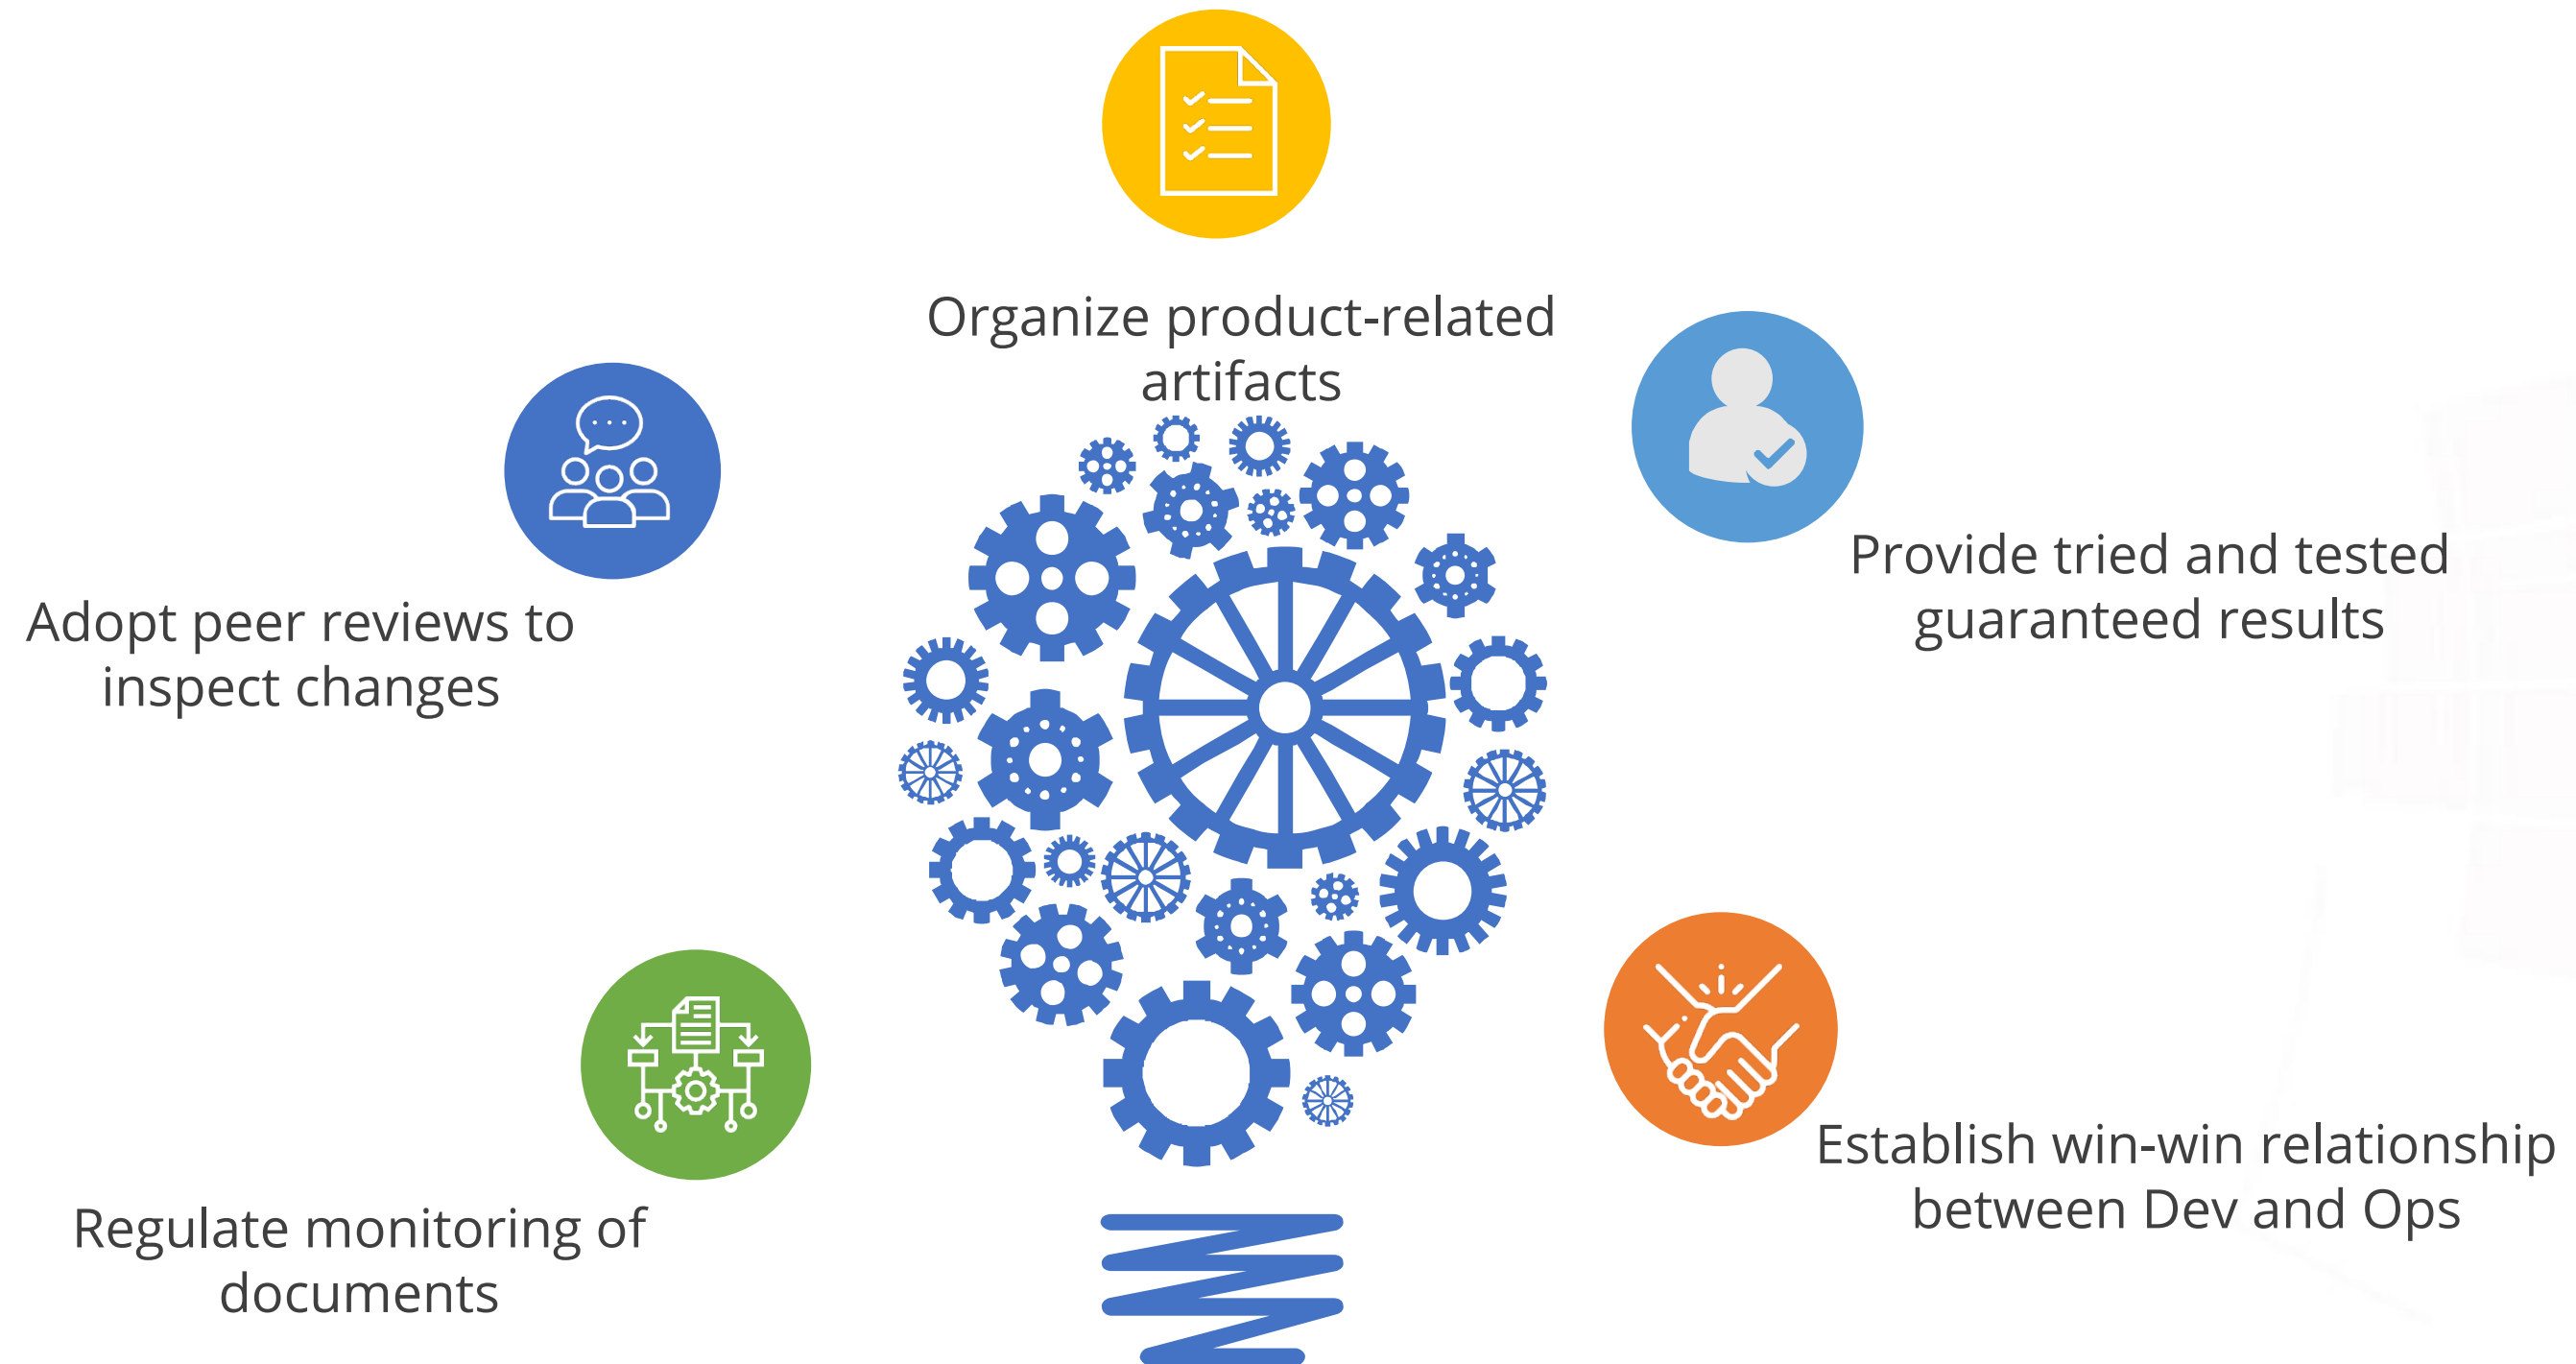 Organize product-related
artifacts
Adopt peer reviews to
inspect changes
Provide tried and tested
guaranteed results
Regulate monitoring of
documents
Establish win-win relationship
between Dev and Ops